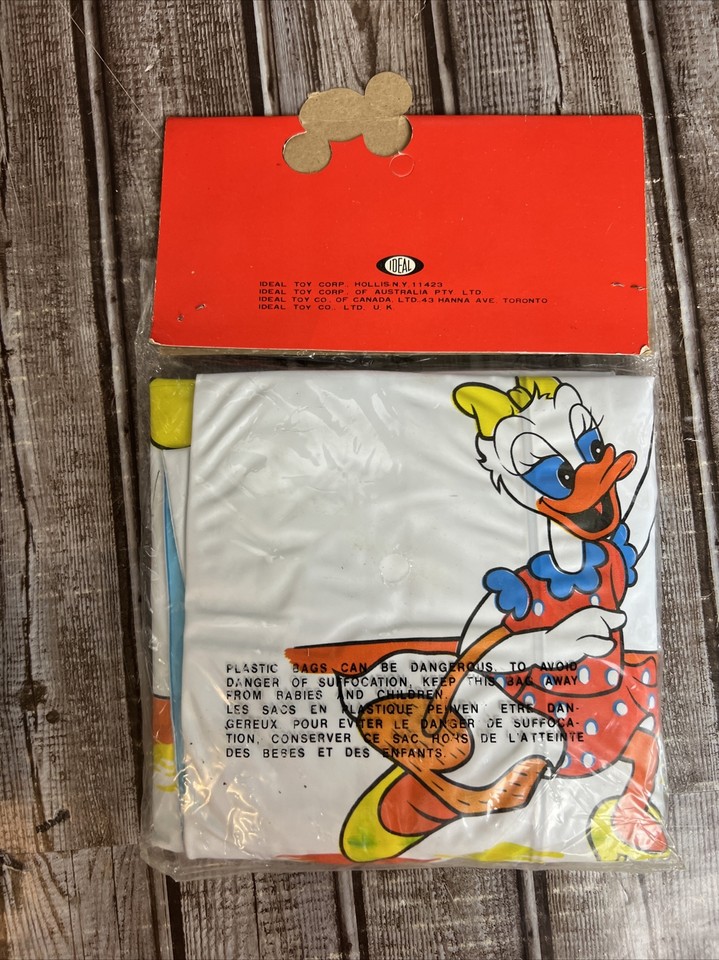 IDEAL
IDEAL TOY CORP. HOLLIS·N.Y. 11423
IDEAL TOY CORP. OF AUSTRALIA PTY. LTD
IDEAL TOY CO. OF CANADA, LTD. 43 HANNA AVE. TORONTO
IDEAL TOY CO., LTD. U.K.
PLASTIC BAGS CAN BE DANGEROUS. TO AVOID
DANGER OF SUFFOCATION, KEEP THIS BAG AWAY
FROM BABIES AND CHILDREN.
LES SACS EN PLASTIQUE PEUVENT ETRE DAN-
GEREUX POUR EVITER LE DANGER DE SUFFOCA-
TION, CONSERVER CE SAC HORS DE L'ATTEINTE
DES BEBES ET DES ENFANTS.